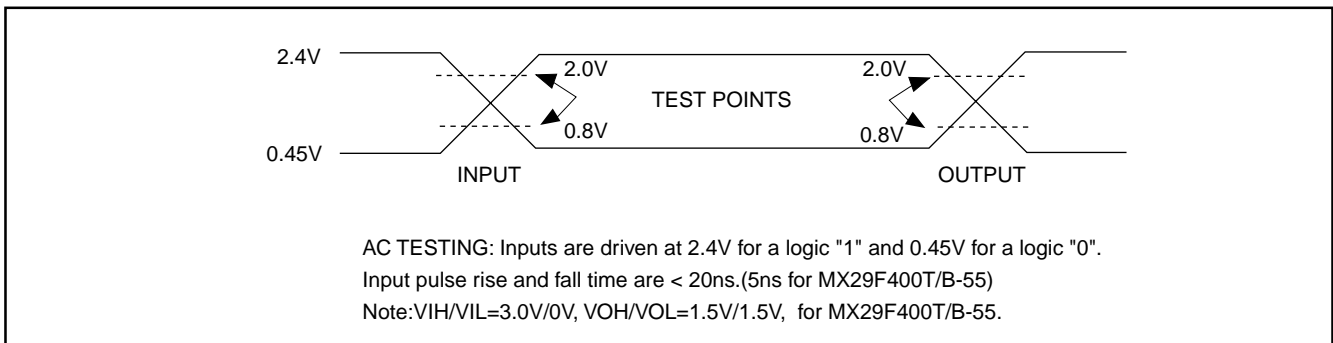 2.4V
2.0V
2.0V
TEST POINTS
0.8V
0.8V
0.45V
INPUT
OUTPUT
AC TESTING: Inputs are driven at 2.4V for a logic "1" and 0.45V for a logic "0".
Input pulse rise and fall time are < 20ns.(5ns for MX29F400T/B-55)
Note:VIH/VIL=3.0V/0V, VOH/VOL=1.5V/1.5V, for MX29F400T/B-55.